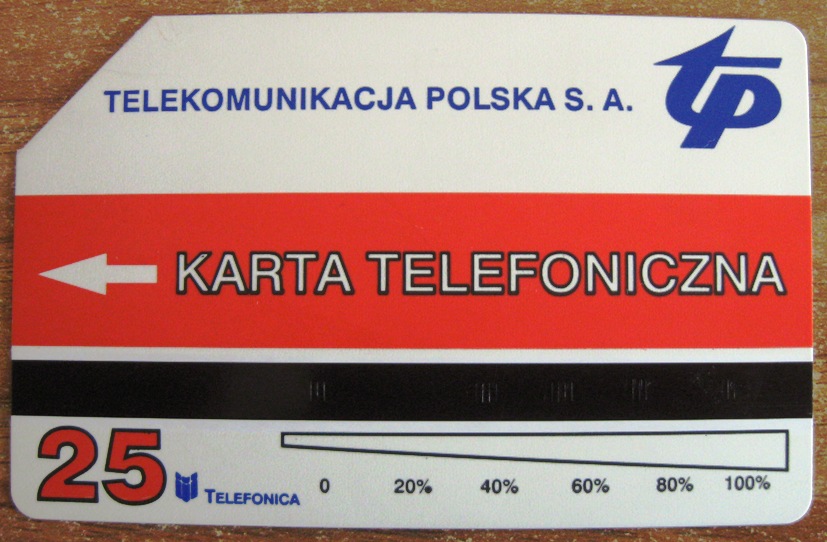 TELEKOMUNIKACJA POLSKA S. A.
tp
KARTA TELEFONICZNA
25
TELEFONICA
0 20% 40% 60% 80% 100%